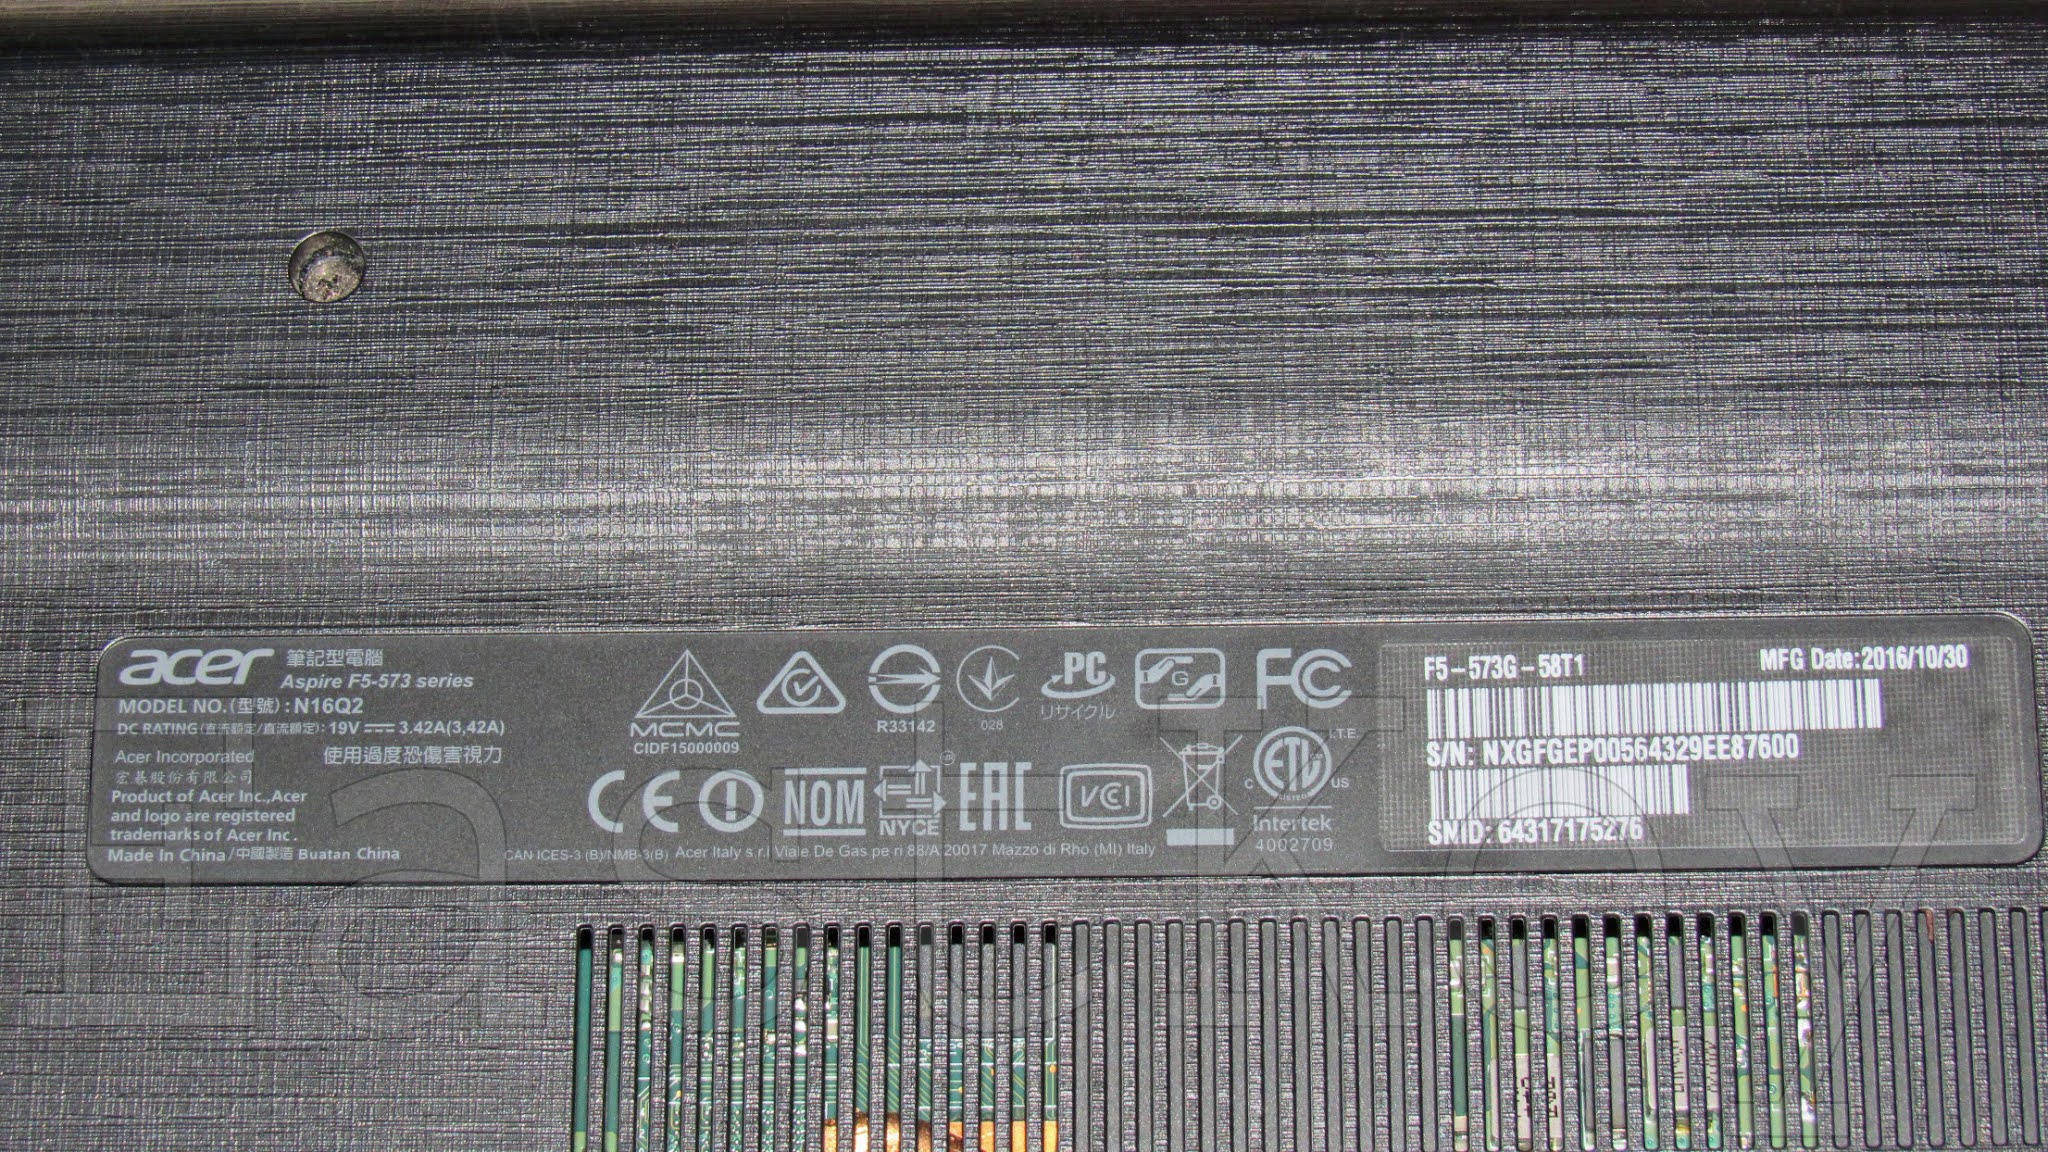 acer 筆記型電腦
Aspire F5-573 series
MODEL NO.(型號): N16Q2
DC RATING(直流額定/直流額定): 19V 3.42A(3,42A)
Acer Incorporated 使用過度恐傷害視力
宏碁股份有限公司
Product of Acer Inc.,Acer
and logo are registered
trademarks of Acer Inc.
Made In China/中國製造 Buatan China
MCMC
CIDF15000009
R33142
028
PC
リサイクル
G
FC
CE
NOM
NYCE
EAC
VCI
I.T.E.
c ETL us
LISTED
Intertek
4002709
CAN ICES-3 (B)/NMB-3(B) Acer Italy s.r.l Viale De Gas pe ri 88/A 20017 Mazzo di Rho (MI) Italy
F5-573G-58T1 MFG Date:2016/10/30
S/N: NXGFGEP00564329EE87600
SNID: 64317175276